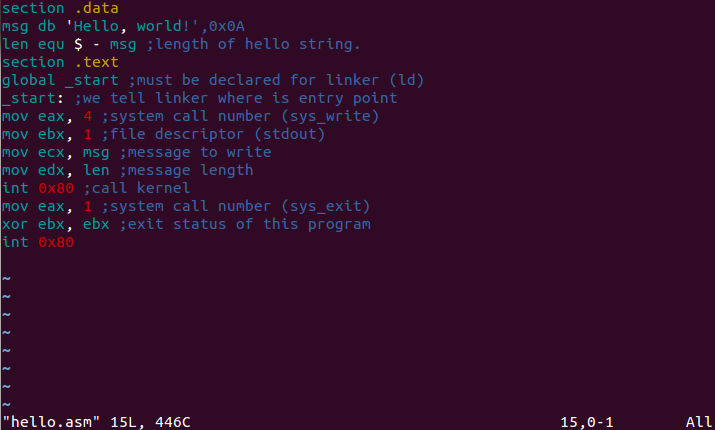 section .data
msg db 'Hello, world!',0x0A
len equ $ - msg ;length of hello string.
section .text
global _start ;must be declared for linker (ld)
_start: ;we tell linker where is entry point
mov eax, 4 ;system call number (sys_write)
mov ebx, 1 ;file descriptor (stdout)
mov ecx, msg ;message to write
mov edx, len ;message length
int 0x80 ;call kernel
mov eax, 1 ;system call number (sys_exit)
xor ebx, ebx ;exit status of this program
int 0x80
~
~
~
~
~
~
~
~
"hello.asm" 15L, 446C 15,0-1 All